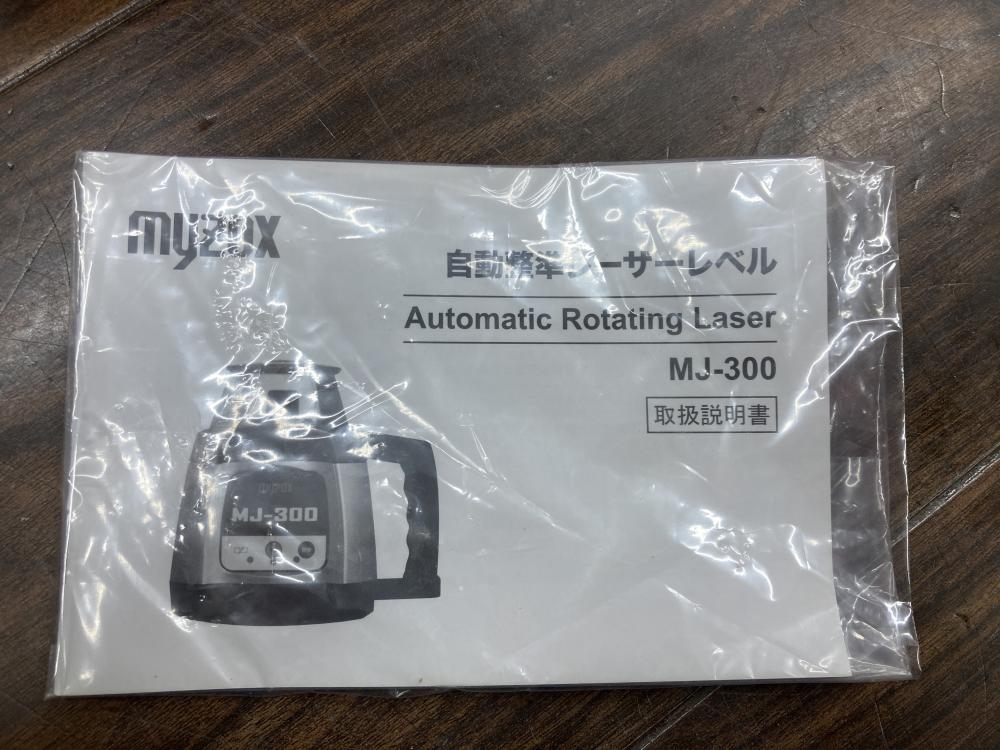 myzox
自動整準レーザーレベル
Automatic Rotating Laser
MJ-300
取扱説明書
MJ-300